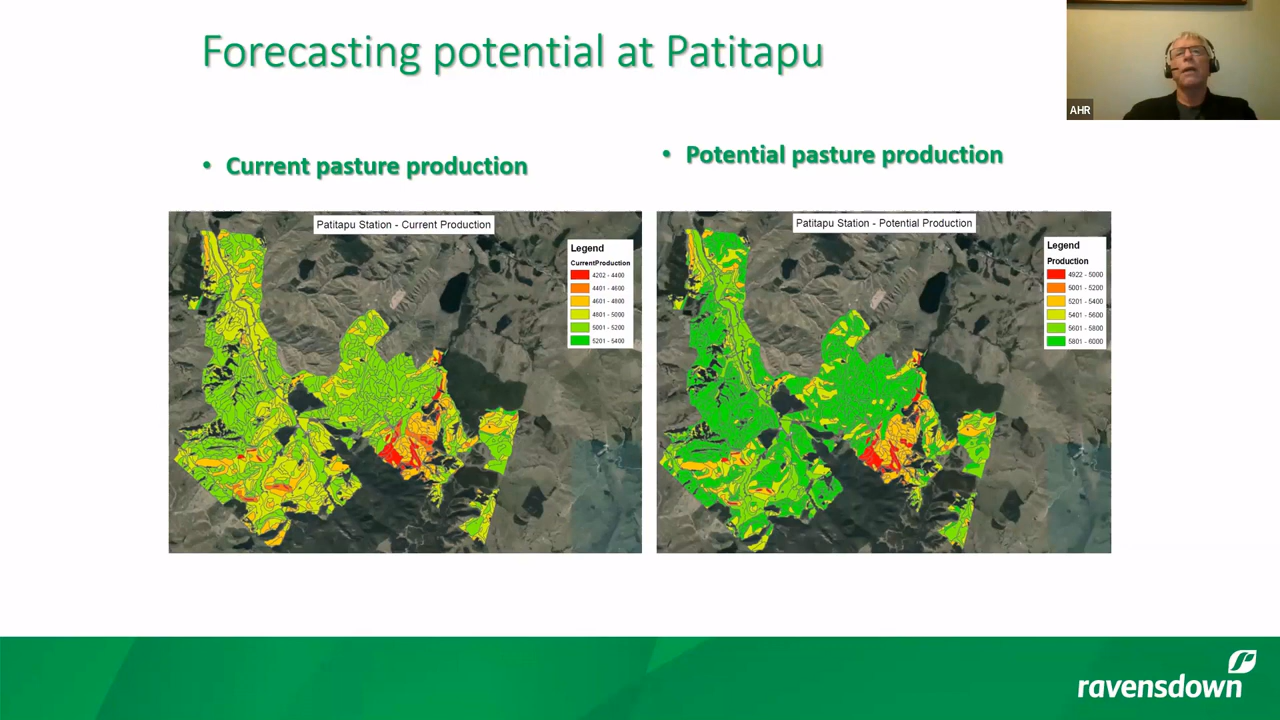 Forecasting potential at Patitapu
AHR
• Current pasture production
• Potential pasture production
Patitapu Station - Current Production
Legend
CurrentProduction
4202 - 4400
4401 - 4600
4601 - 4800
4801 - 5000
5001 - 5200
5201 - 5400
Patitapu Station - Potential Production
Legend
Production
4922 - 5000
5001 - 5200
5201 - 5400
5401 - 5600
5601 - 5800
5801 - 6000
ravensdown